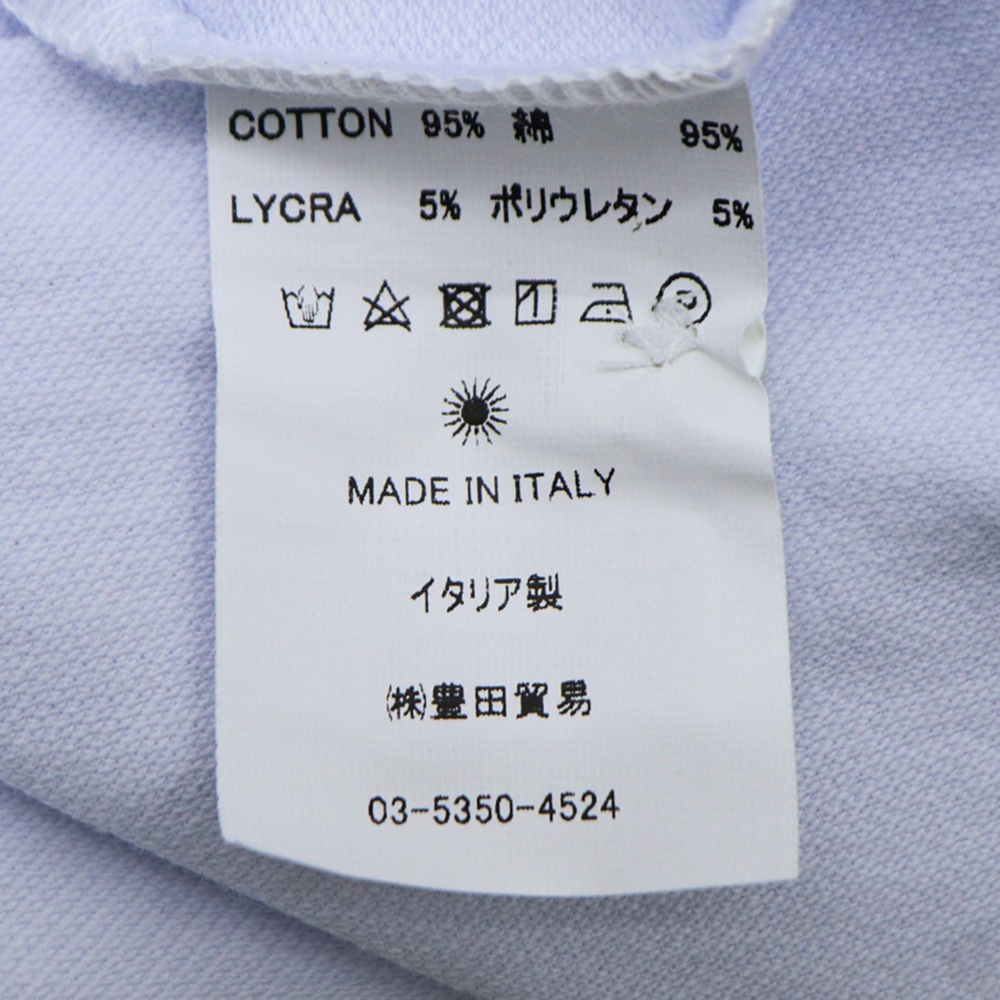 COTTON 95% 綿 95%
LYCRA 5% ポリウレタン 5%
MADE IN ITALY
イタリア製
㈱豊田貿易
03-5350-4524